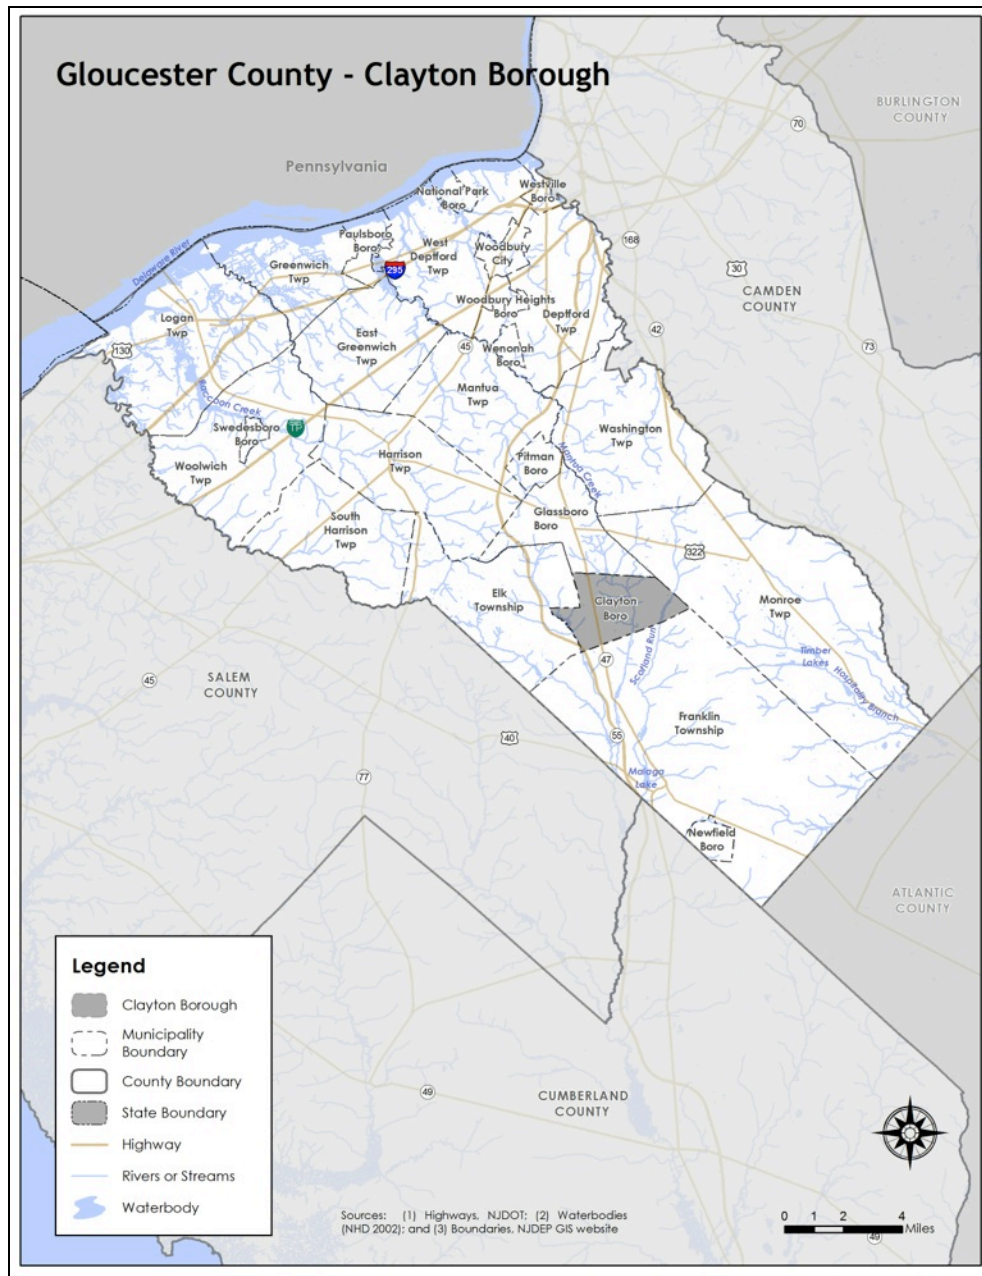 Gloucester County - Clayton Borough
BURLINGTON
COUNTY
70
Pennsylvania
National Park
Boro
Westville
Boro
Paulsboro
Boro
West
Deptford
Twp
Woodbury
City
168
Delaware River
Greenwich
Twp
295
30
CAMDEN
COUNTY
Woodbury Heights
Boro
Deptford
Twp
Logan
Twp
East
Greenwich
Twp
42
130
45
Wenonah
Boro
73
Mantua
Twp
Raccoon Creek
Swedesboro
Boro
TP
Washington
Twp
Woolwich
Twp
Harrison
Twp
Pitman
Boro
Mantua Creek
South
Harrison
Twp
Glassboro
Boro
322
Elk
Township
Clayton
Boro
Monroe
Twp
Scotland Run
47
Timber
Lakes
Hospitality Branch
SALEM
COUNTY
45
Franklin
Township
40
55
77
Malaga
Lake
Newfield
Boro
ATLANTIC
COUNTY
Legend
Clayton Borough
Municipality
Boundary
County Boundary
State Boundary
Highway
Rivers or Streams
Waterbody
49
CUMBERLAND
COUNTY
Sources: (1) Highways, NJDOT; (2) Waterbodies
(NHD 2002); and (3) Boundaries, NJDEP GIS website
0 1 2 4
Miles
49